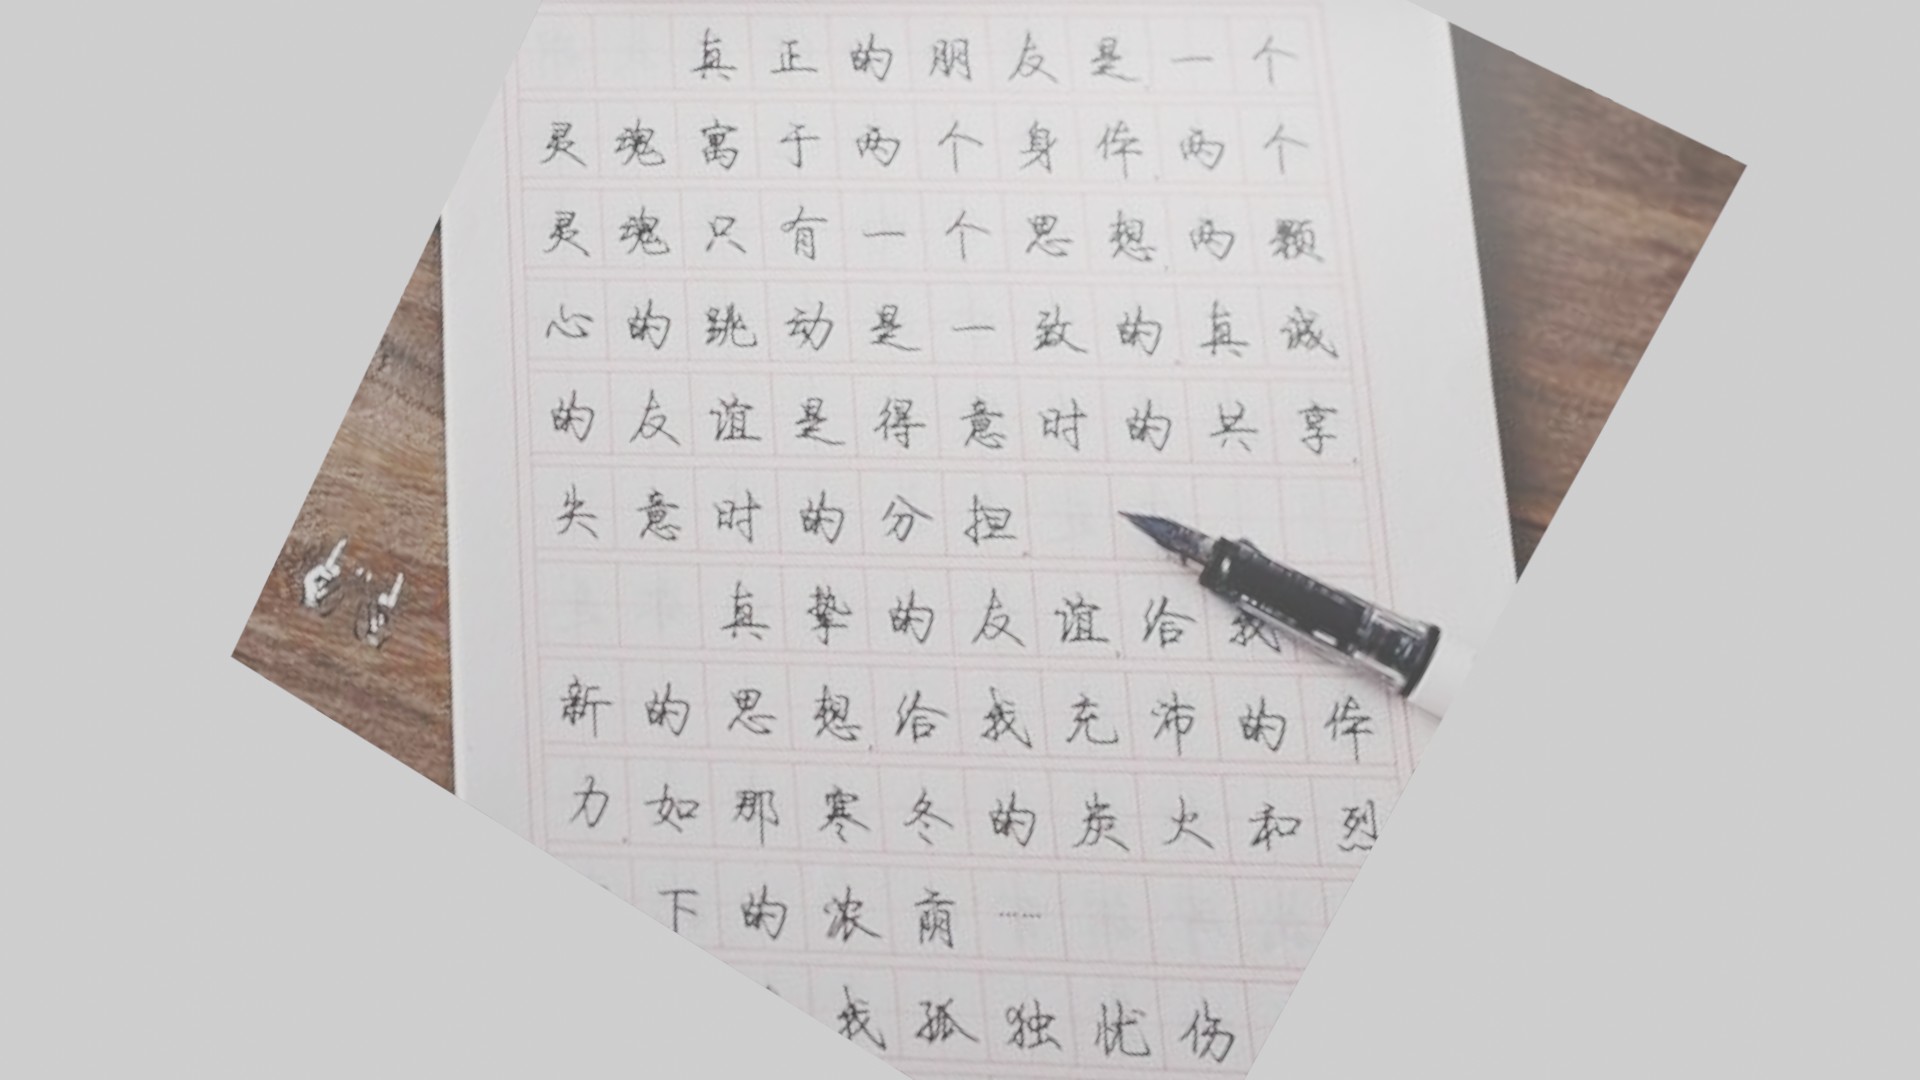 真正的朋友是一个
灵魂寓于两个身体,两个
灵魂只有一个思想,两颗
心的跳动是一致的,真诚
的友谊是得意时的共享,
失意时的分担.
真挚的友谊,给我
新的思想,给我充沛的体
力,如那寒冬的炭火和烈
下的浓荫……
我孤独忧伤